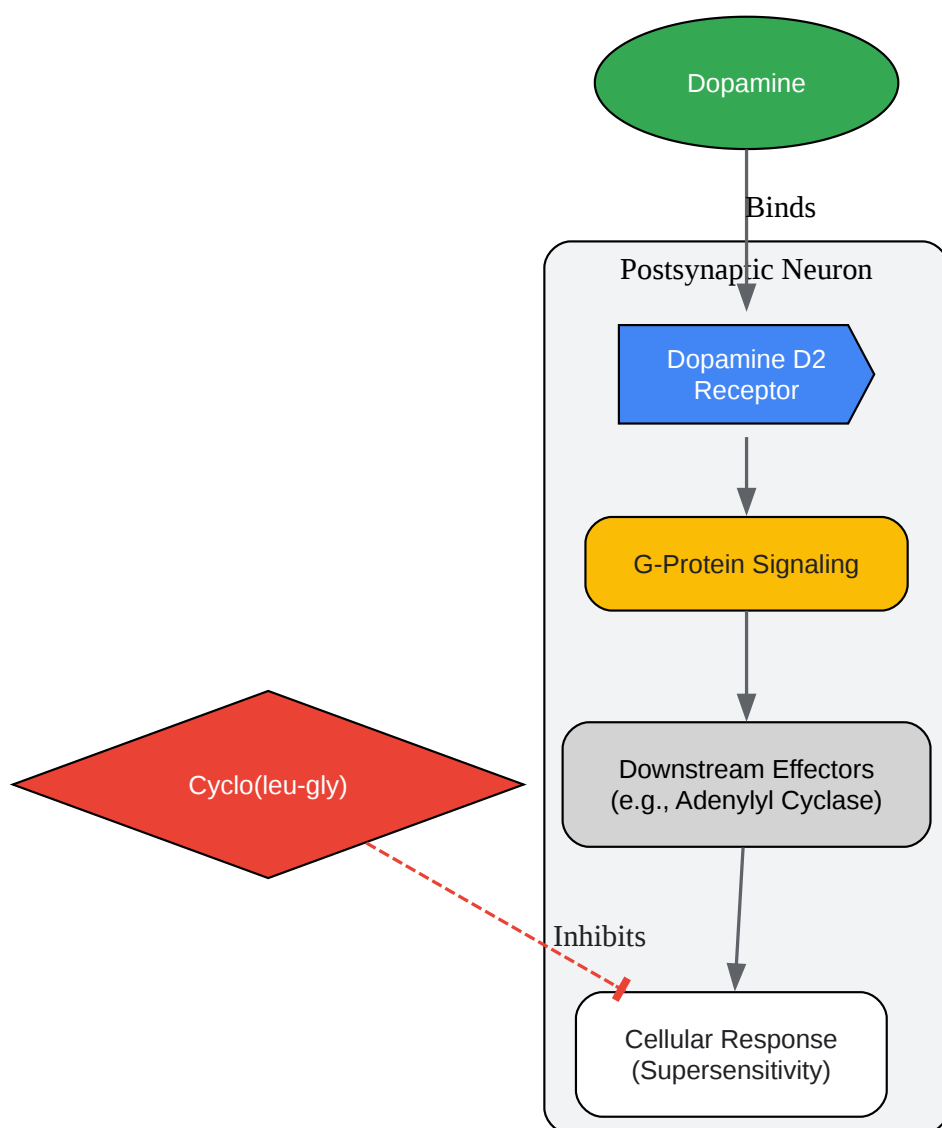 Dopamine
Binds
Postsynaptic Neuron
Dopamine D2
Receptor
G-Protein Signaling
Downstream Effectors
(e.g., Adenylyl Cyclase)
Cyclo(leu-gly)
Inhibits
Cellular Response
(Supersensitivity)